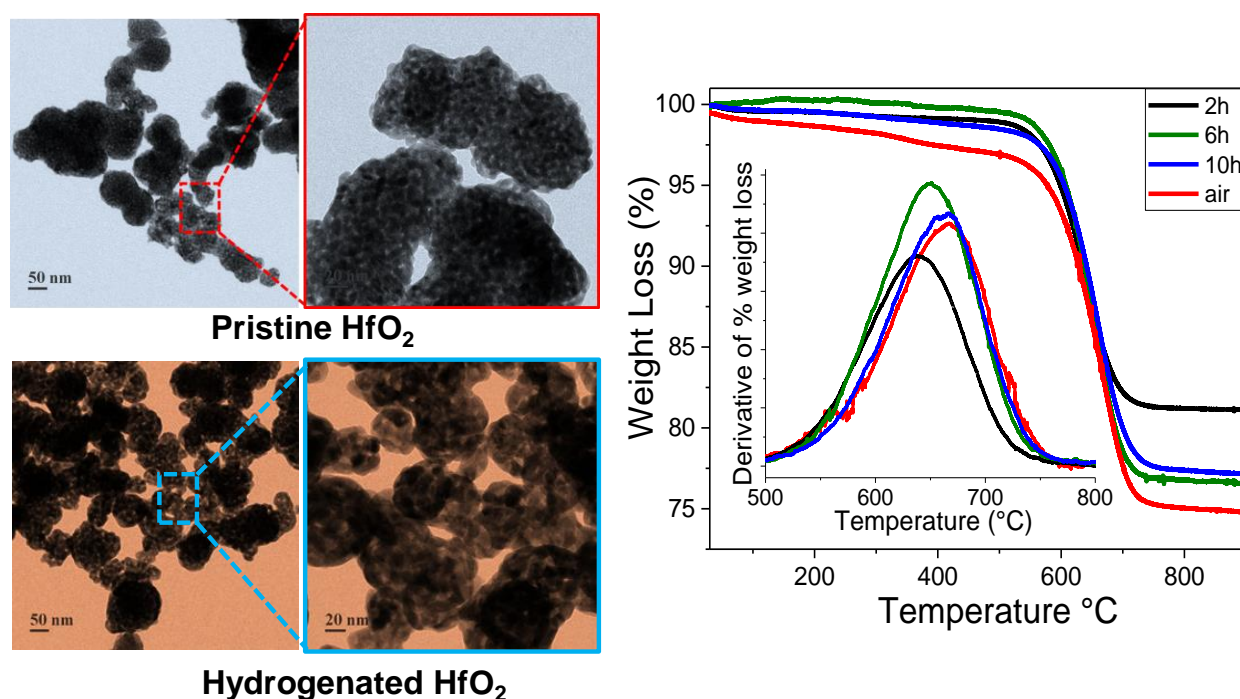 50 nm
20 nm
Pristine HfO₂
50 nm
20 nm
Hydrogenated HfO₂
Weight Loss (%)
100
95
90
85
80
75
200
400
600
800
Temperature °C
2h
6h
10h
air
Derivative of % weight loss
500
600
700
800
Temperature (°C)